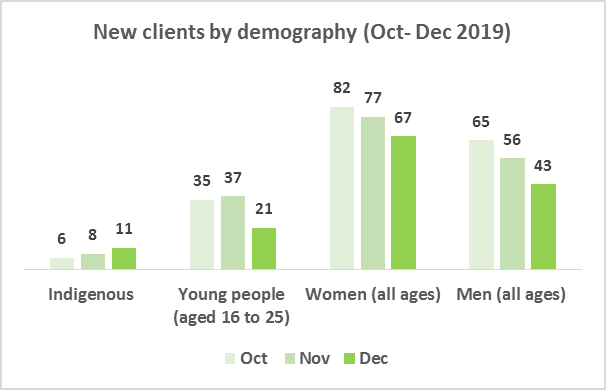 New clients by demography (Oct- Dec 2019)
82
77
67
65
56
43
35
37
21
6
8
11
Indigenous
Young people
(aged 16 to 25)
Women (all ages)
Men (all ages)
Oct
Nov
Dec